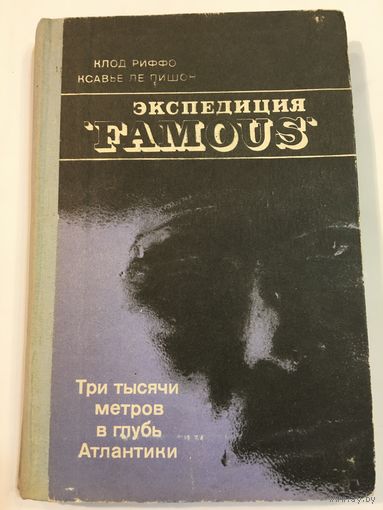 КЛОД РИФФО
КСАВЬЕ ЛЕ ПИШОН
ЭКСПЕДИЦИЯ
'FAMOUS'
Три тысячи
метров
в глубь
Атлантики